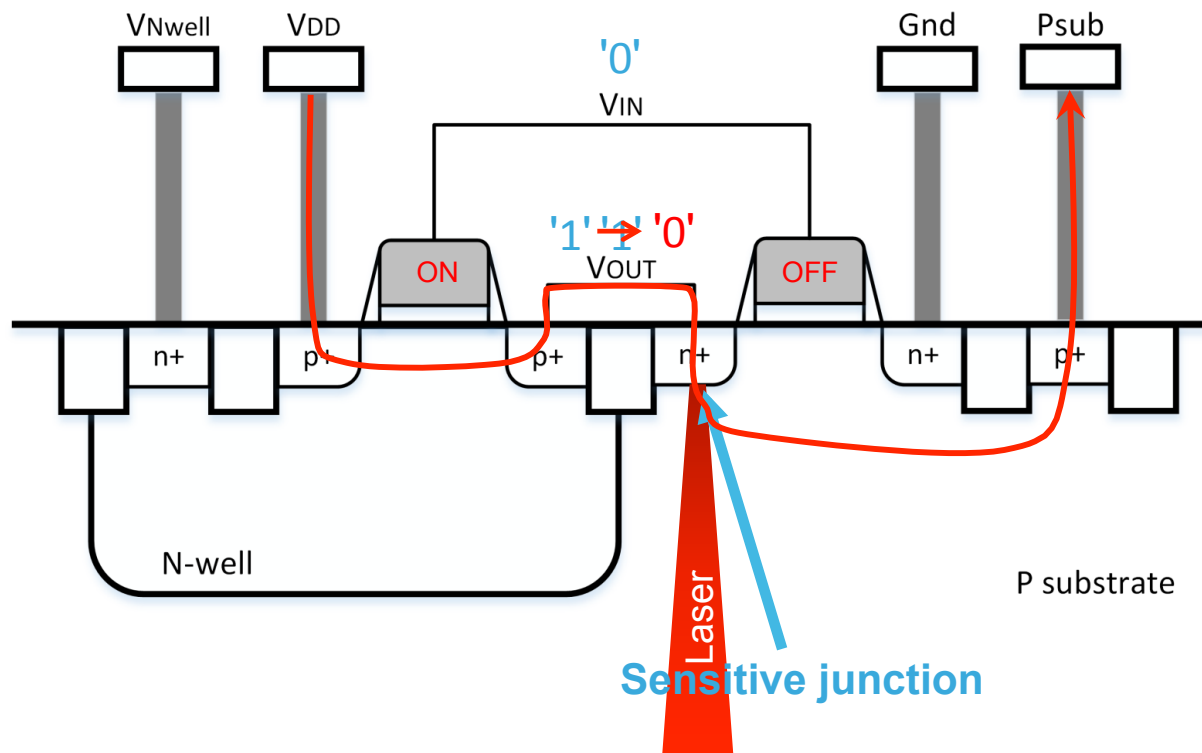 VNwell VDD '0' Gnd Psub
VIN
'1' '1' '0'
ON VOUT OFF
n+ p+ p+ n+ n+ p+
N-well Laser P substrate
Sensitive junction